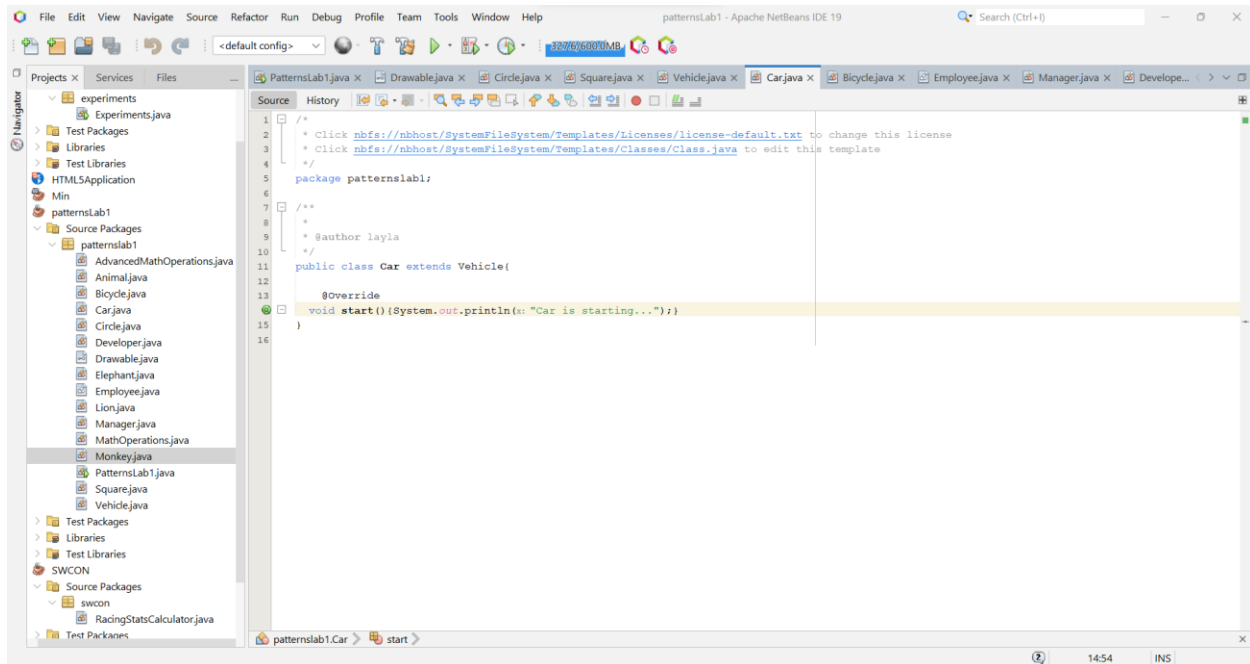 File Edit View Navigate Source Refactor Run Debug Profile Team Tools Window Help patternsLab1 - Apache NetBeans IDE 19 Search (Ctrl+I)
<default config> 327.6/600.0MB
Projects Services Files
PatternsLab1.java Drawable.java Circle.java Square.java Vehicle.java Car.java Bicycle.java Employee.java Manager.java Develope...
Navigator
experiments
Experiments.java
Test Packages
Libraries
Test Libraries
HTML5Application
Min
patternsLab1
Source Packages
patternslab1
AdvancedMathOperations.java
Animal.java
Bicycle.java
Car.java
Circle.java
Developer.java
Drawable.java
Elephant.java
Employee.java
Lion.java
Manager.java
MathOperations.java
Monkey.java
PatternsLab1.java
Square.java
Vehicle.java
Test Packages
Libraries
Test Libraries
SWCON
Source Packages
swcon
RacingStatsCalculator.java
Test Packages
Source History
1 /*
2 * Click nbfs://nbhost/SystemFileSystem/Templates/Licenses/license-default.txt to change this license
3 * Click nbfs://nbhost/SystemFileSystem/Templates/Classes/Class.java to edit this template
4 */
5 package patternslab1;
6
7 /**
8 *
9 * @author layla
10 */
11 public class Car extends Vehicle{
12
13 @Override
void start(){System.out.println(x: "Car is starting...");}
15 }
16
patternslab1.Car start
2 14:54 INS